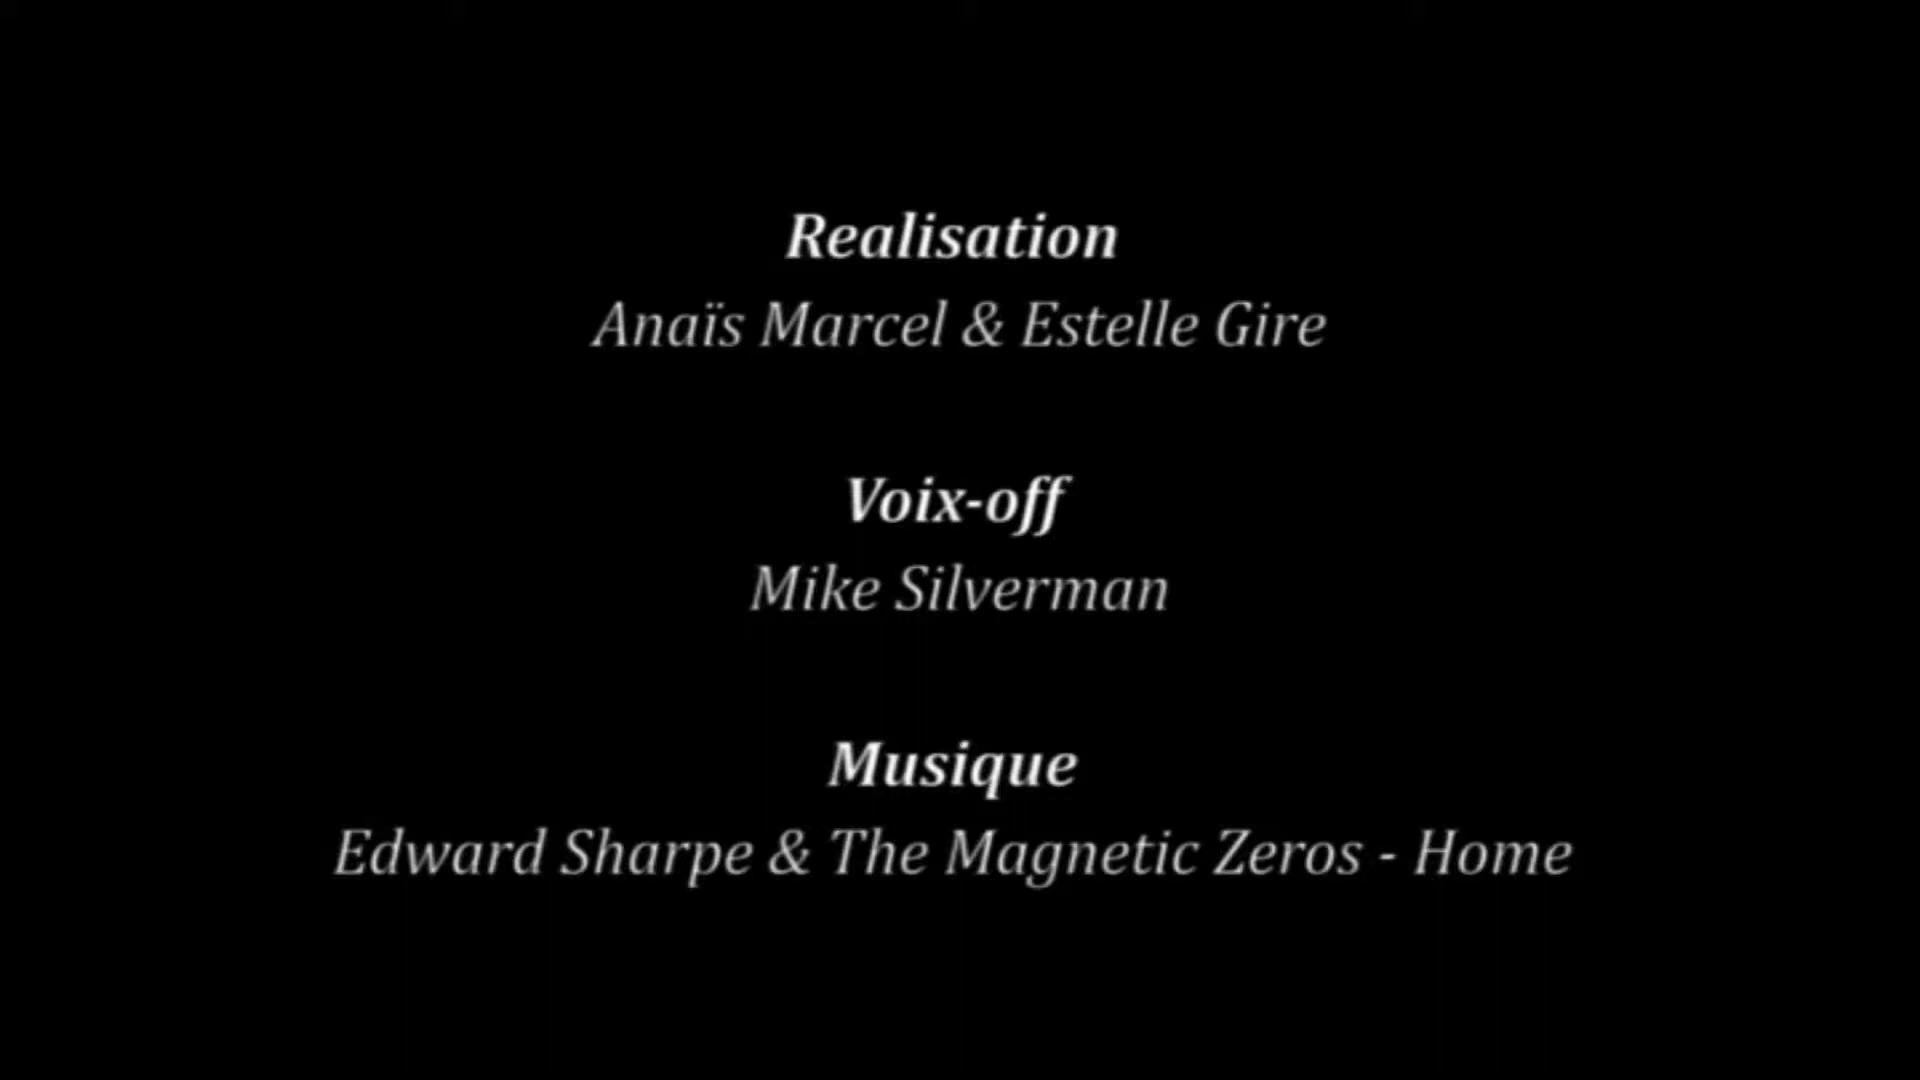 Realisation
Anaïs Marcel & Estelle Gire
Voix-off
Mike Silverman
Musique
Edward Sharpe & The Magnetic Zeros - Home